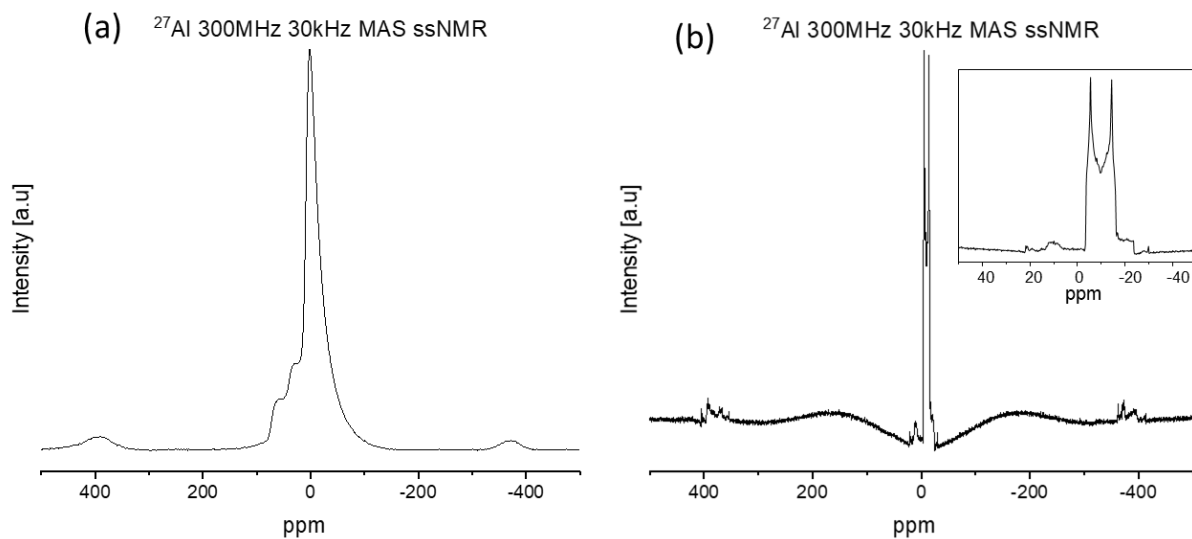 (a)
²⁷Al 300MHz 30kHz MAS ssNMR
Intensity [a.u]
400 200 0 -200 -400
ppm
(b)
²⁷Al 300MHz 30kHz MAS ssNMR
Intensity [a.u]
400 200 0 -200 -400
ppm
Intensity [a.u]
40 20 0 -20 -40
ppm